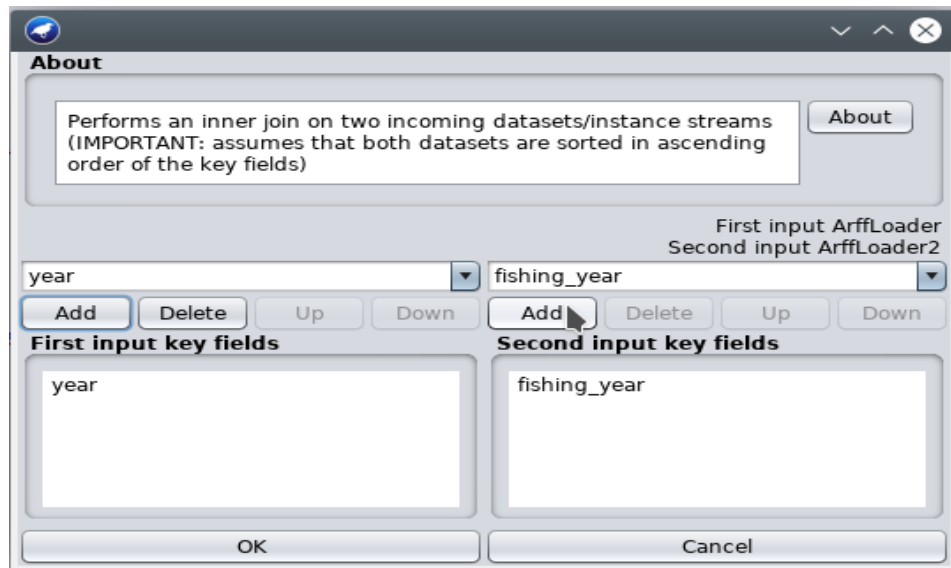 About
Performs an inner join on two incoming datasets/instance streams
(IMPORTANT: assumes that both datasets are sorted in ascending
order of the key fields)
About
First input ArffLoader
Second input ArffLoader2
year
fishing_year
Add Delete Up Down Add Delete Up Down
First input key fields
Second input key fields
year
fishing_year
OK
Cancel